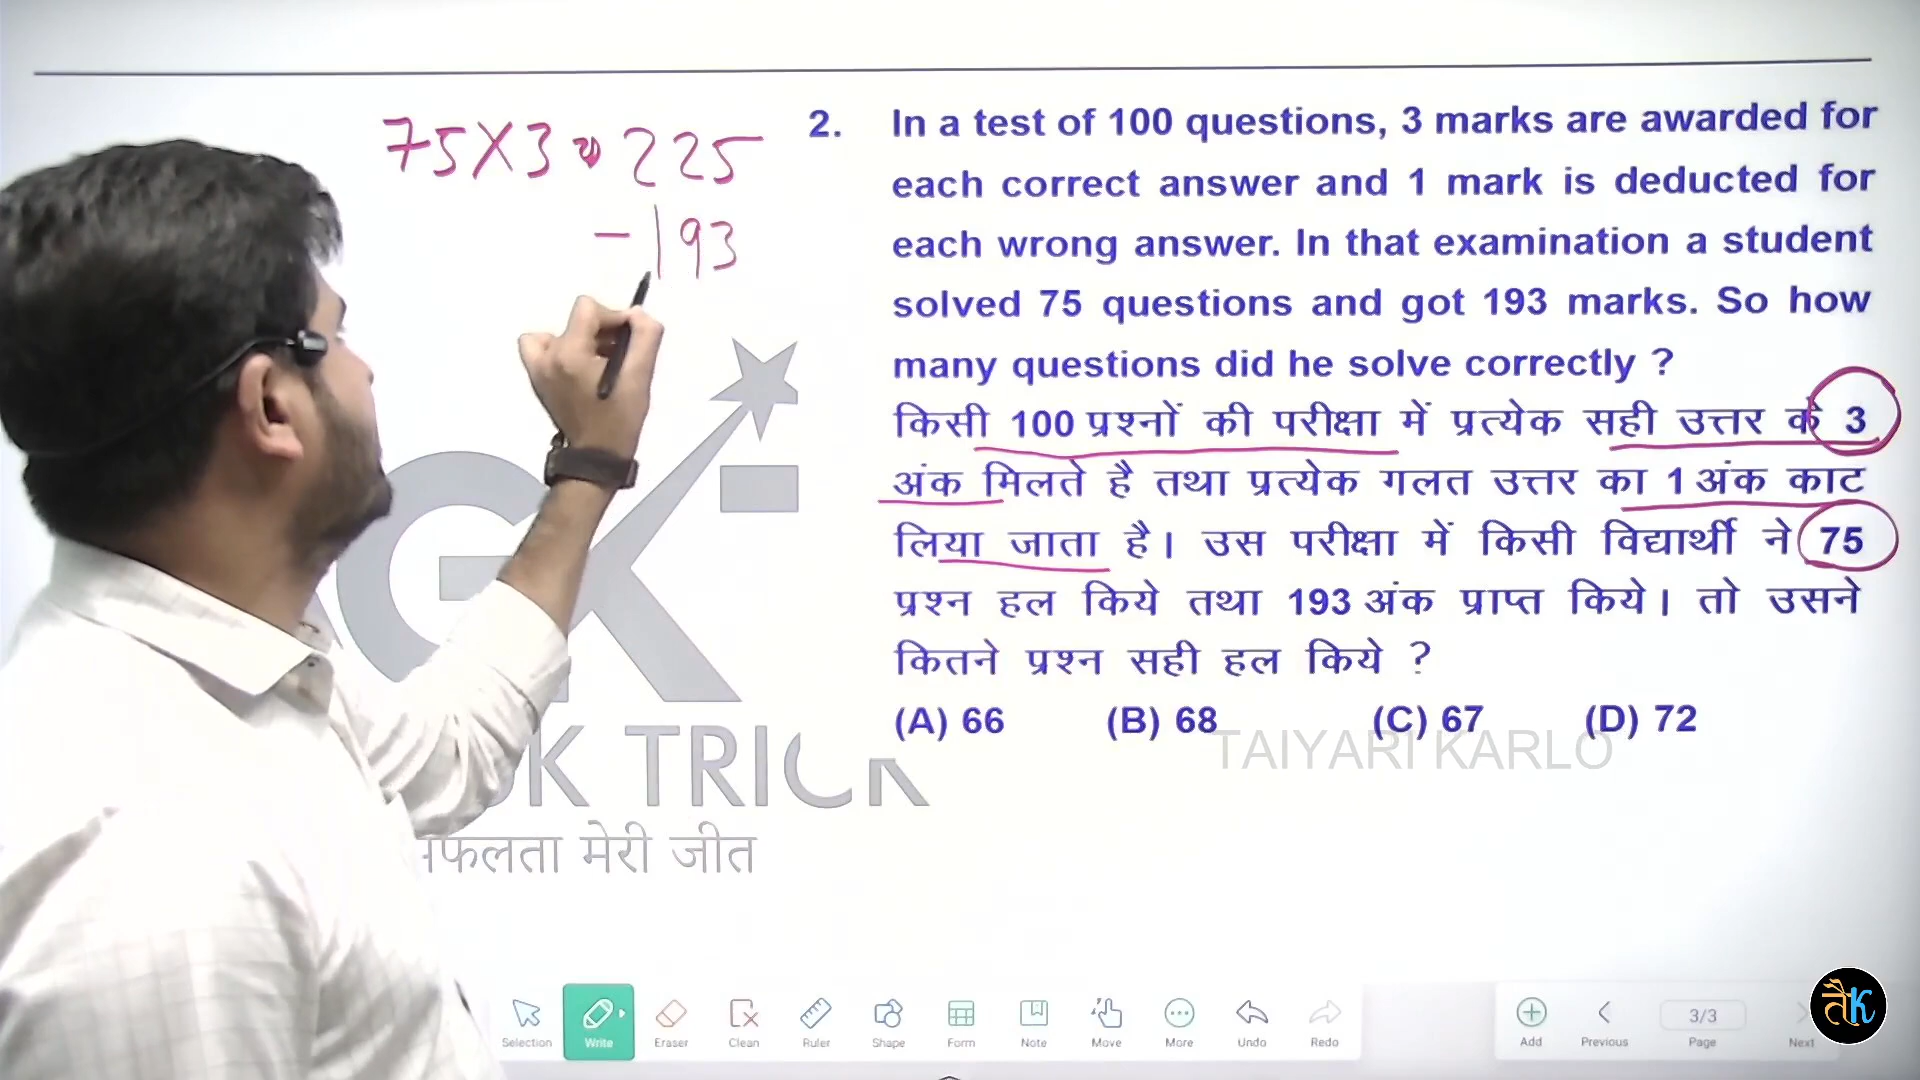 75X3=225
-193
2. In a test of 100 questions, 3 marks are awarded for
each correct answer and 1 mark is deducted for
each wrong answer. In that examination a student
solved 75 questions and got 193 marks. So how
many questions did he solve correctly ?
किसी 100 प्रश्नों की परीक्षा में प्रत्येक सही उत्तर के 3
अंक मिलते है तथा प्रत्येक गलत उत्तर का 1 अंक काट
लिया जाता है। उस परीक्षा में किसी विद्यार्थी ने 75
प्रश्न हल किये तथा 193 अंक प्राप्त किये। तो उसने
कितने प्रश्न सही हल किये ?
(A) 66 (B) 68 (C) 67 (D) 72
TAIYARI KARLO
GK
K TRICK
मेरी जीत
Selection Write Eraser Clean Ruler Shape Form Note Move More Undo Redo
Add Previous 3/3 Page Next
तैK